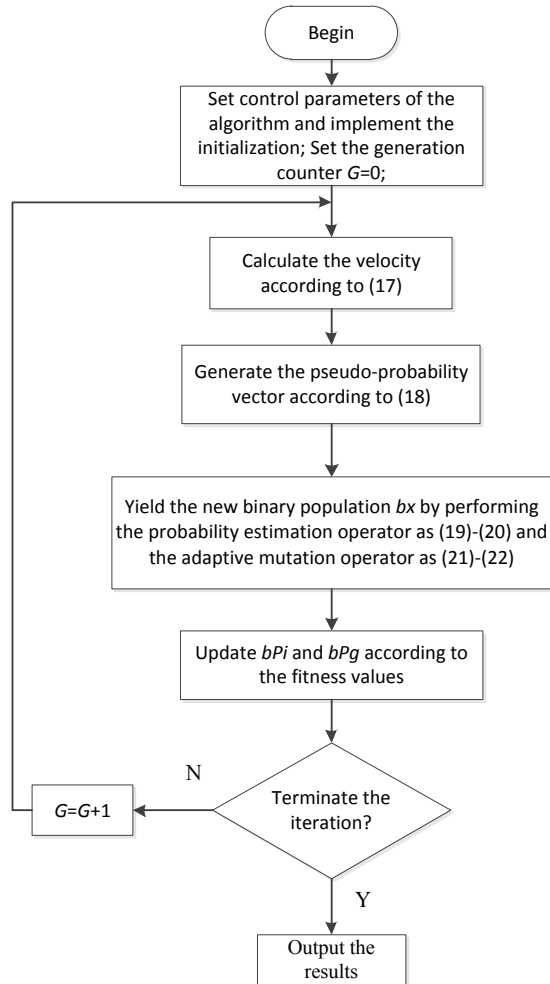 Begin
Set control parameters of the
algorithm and implement the
initialization; Set the generation
counter G=0;
Calculate the velocity
according to (17)
Generate the pseudo-probability
vector according to (18)
Yield the new binary population bx by performing
the probability estimation operator as (19)-(20) and
the adaptive mutation operator as (21)-(22)
Update bPi and bPg according to
the fitness values
N
Terminate the
iteration?
G=G+1
Y
Output the
results